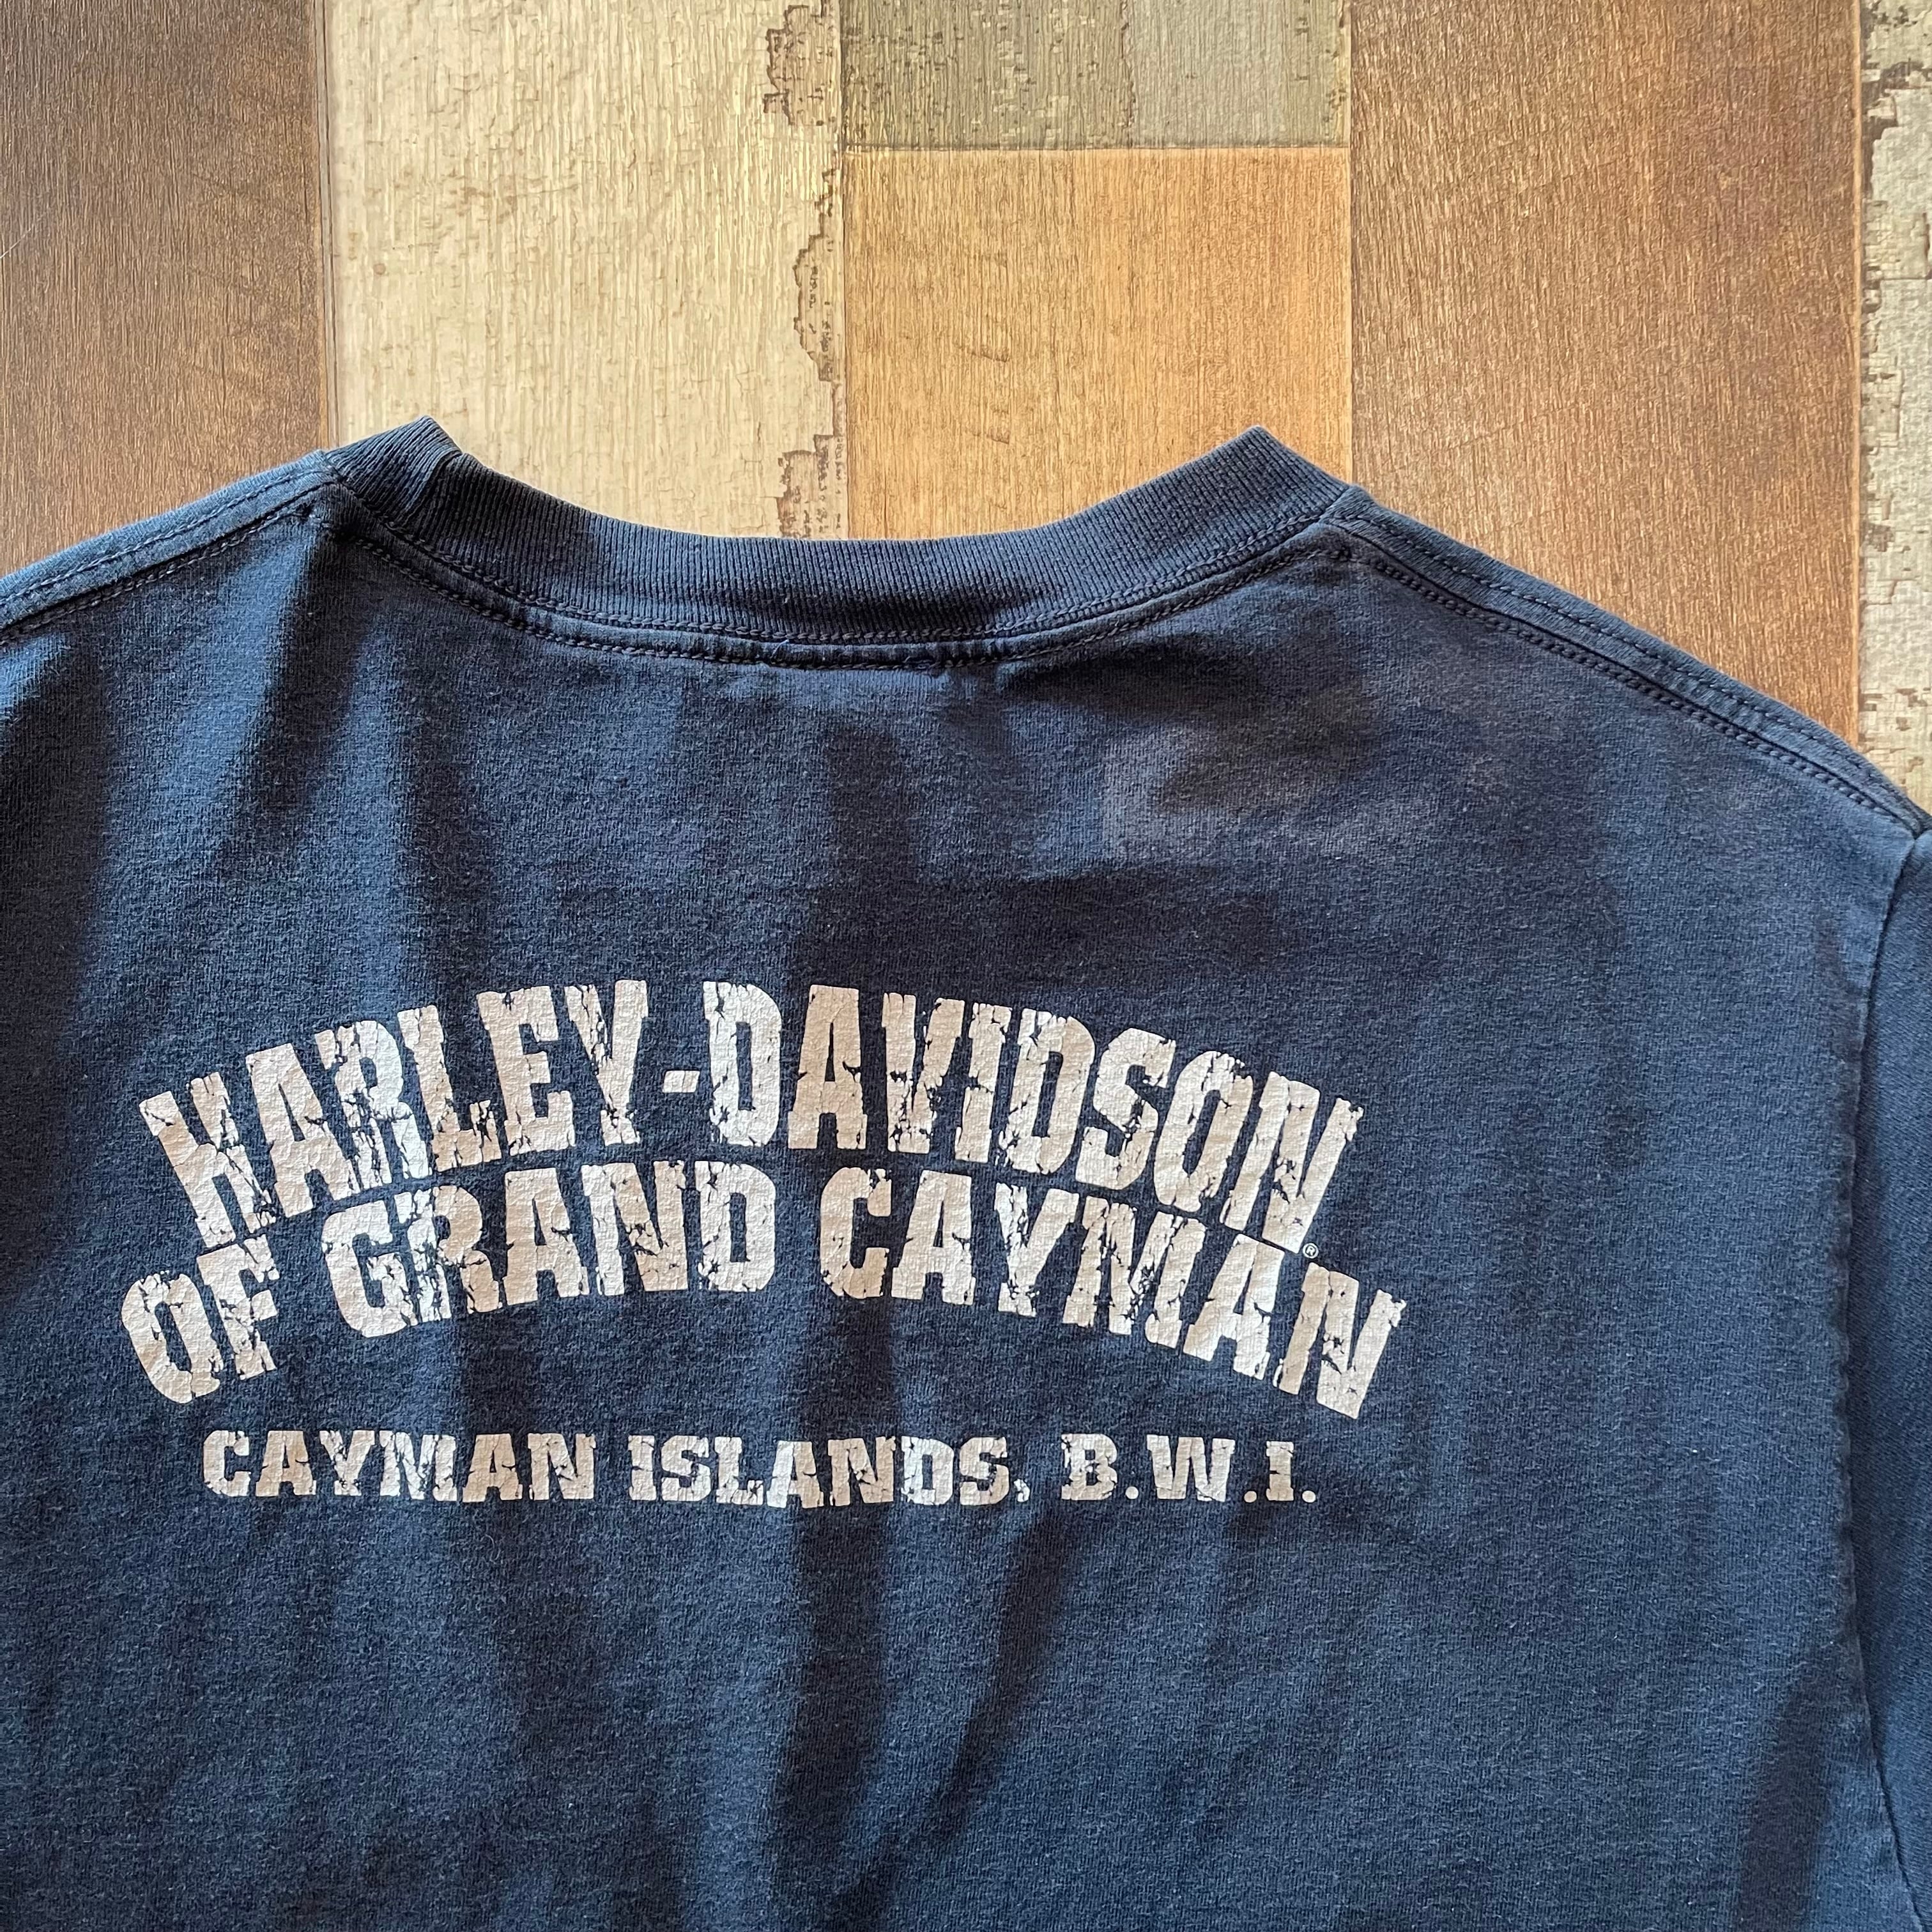 HARLEY-DAVIDSON®
OF GRAND CAYMAN
CAYMAN ISLANDS, B.W.I.